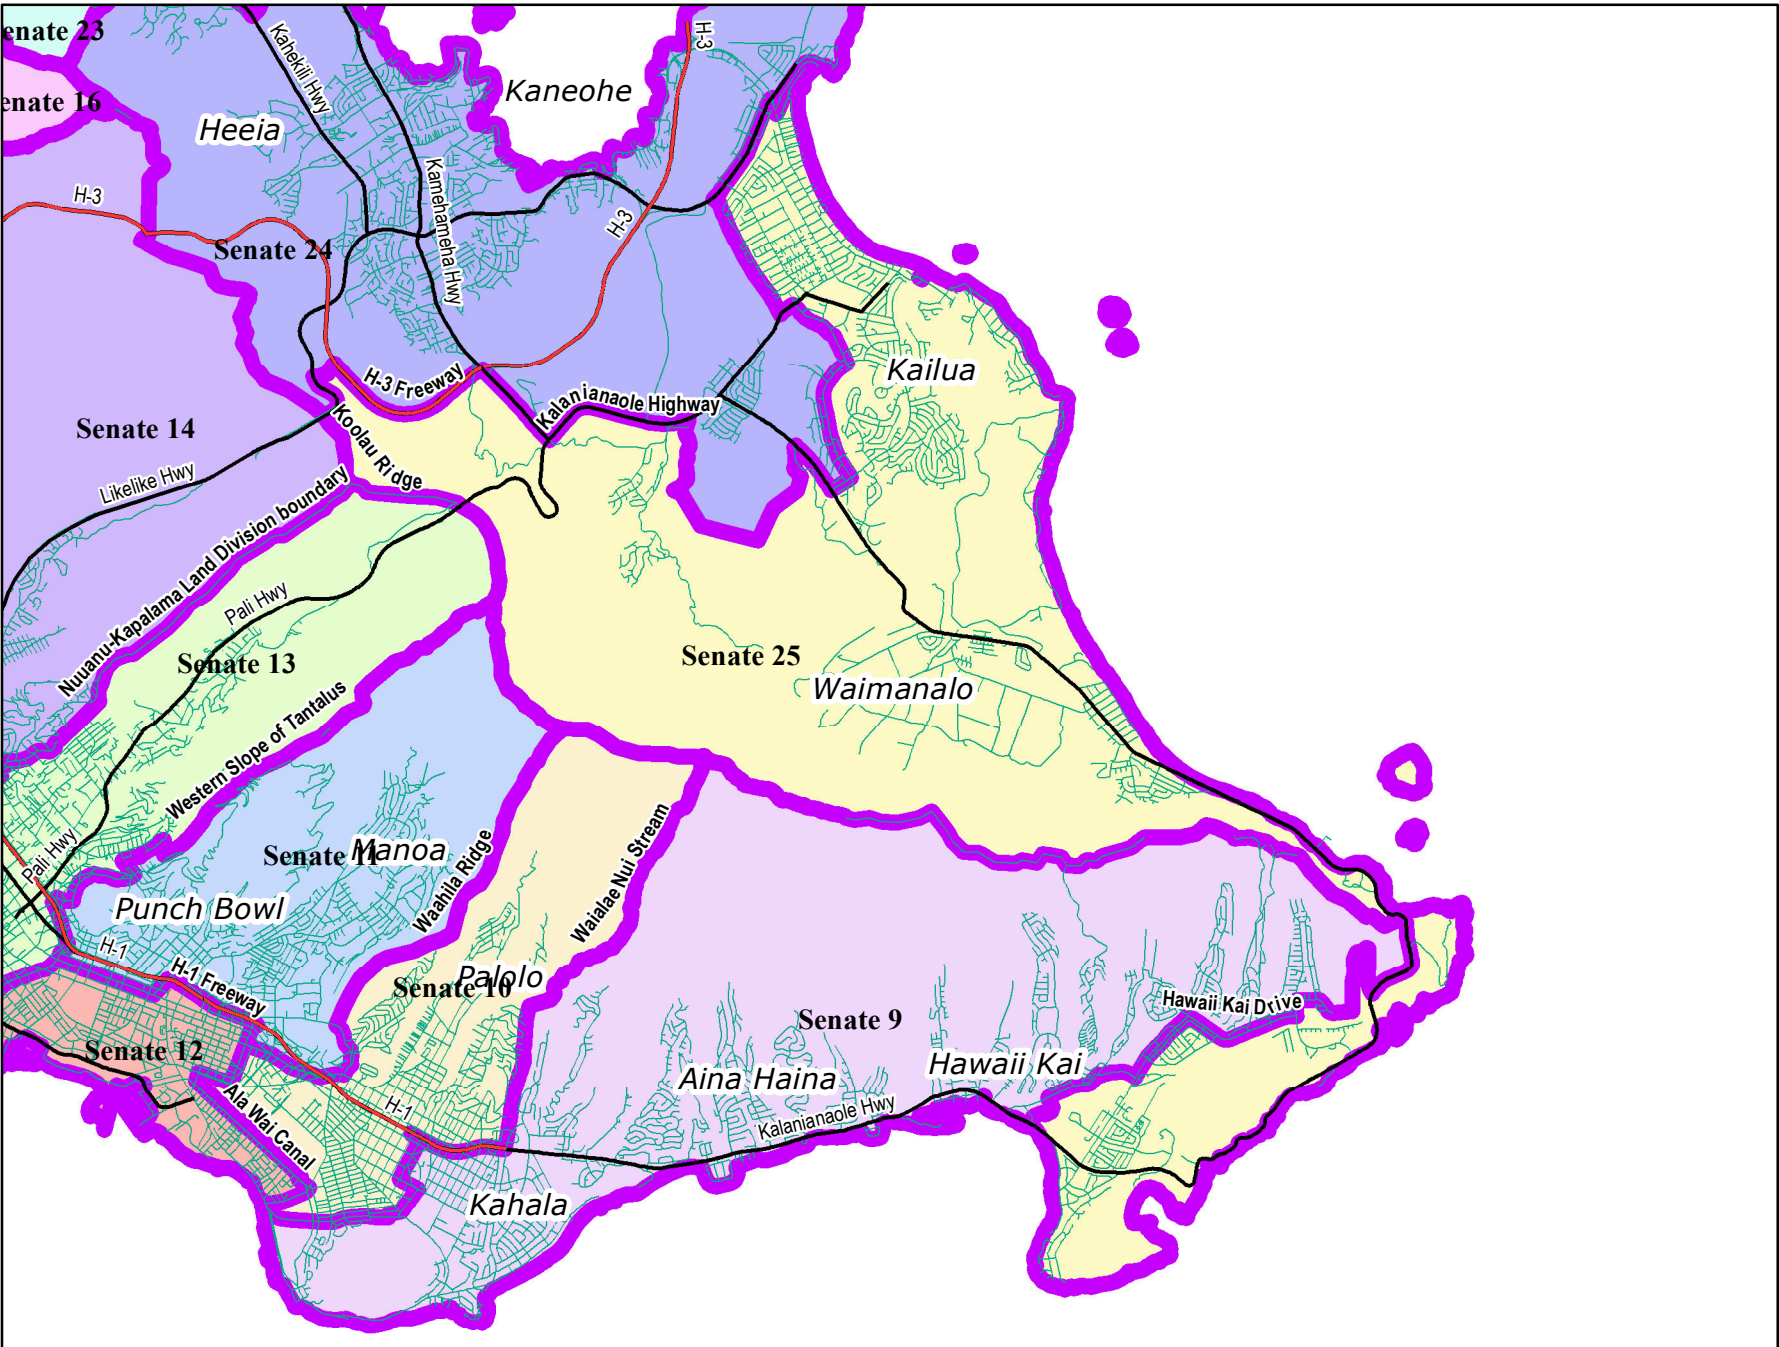 enate 23
Kahekili Hwy
H-3
Kaneohe
enate 16
Heeia
Kamehameha Hwy
H-3
H-3
Senate 24
Kailua
H-3 Freeway
Kalanianaole Highway
Koolau Ridge
Senate 14
Likelike Hwy
Nuuanu-Kapalama Land Division boundary
Pali Hwy
Senate 13
Senate 25
Waimanalo
Western Slope of Tantalus
Pali Hwy
Senate 11
Manoa
Waahila Ridge
Waialae Nui Stream
Punch Bowl
H-1
H-1 Freeway
Palolo
Senate 10
Senate 9
Hawaii Kai Drive
Senate 12
Hawaii Kai
Aina Haina
Ala Wai Canal
H-1
Kalanianaole Hwy
Kahala